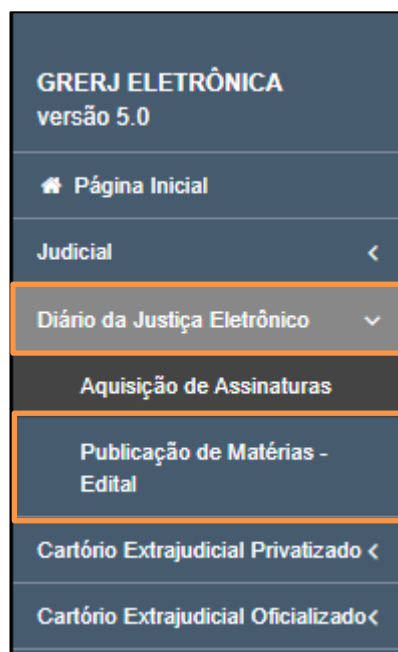 GRERJ ELETRÔNICA
versão 5.0
Página Inicial
Judicial
Diário da Justiça Eletrônico
Aquisição de Assinaturas
Publicação de Matérias -
Edital
Cartório Extrajudicial Privatizado
Cartório Extrajudicial Oficializado